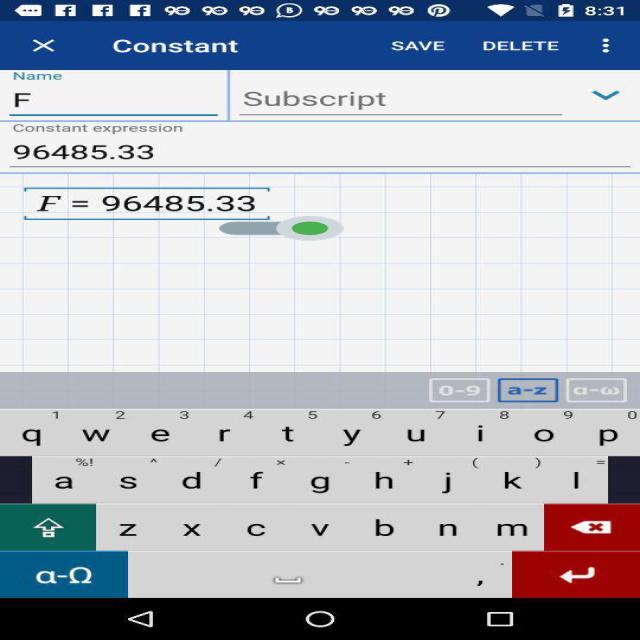 8:31
Constant SAVE DELETE
Name
F Subscript
Constant expression
96485.33
F = 96485.33
0-9 a-z α-ω
1 2 3 4 5 6 7 8 9 0
q w e r t y u i o p
%! ^ / × - + ( ) =
a s d f g h j k l
z x c v b n m
α-Ω , .